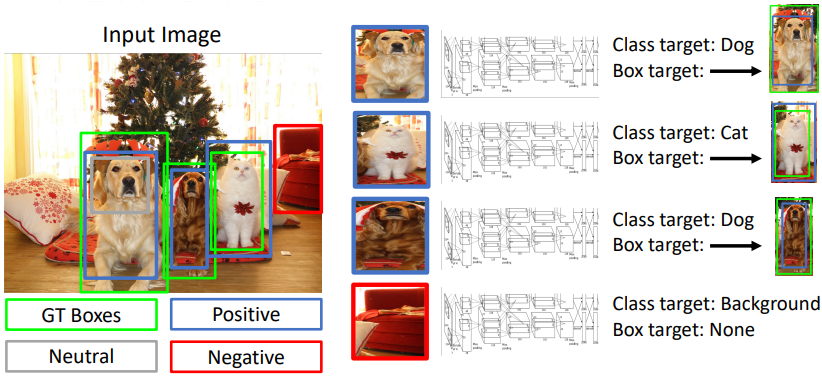 Input Image
GT Boxes
Positive
Neutral
Negative
Class target: Dog
Box target:
Class target: Cat
Box target:
Class target: Dog
Box target:
Class target: Background
Box target: None